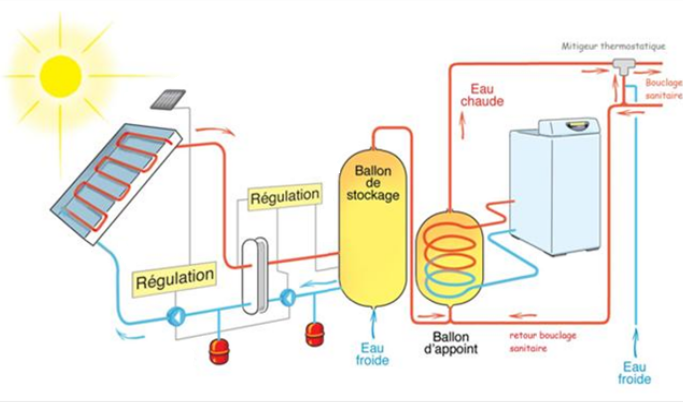 Mitigeur thermostatique
Eau
chaude
Bouclage
sanitaire
Ballon
de
stockage
Régulation
Régulation
Eau
froide
Ballon
d'appoint
retour bouclage
sanitaire
Eau
froide